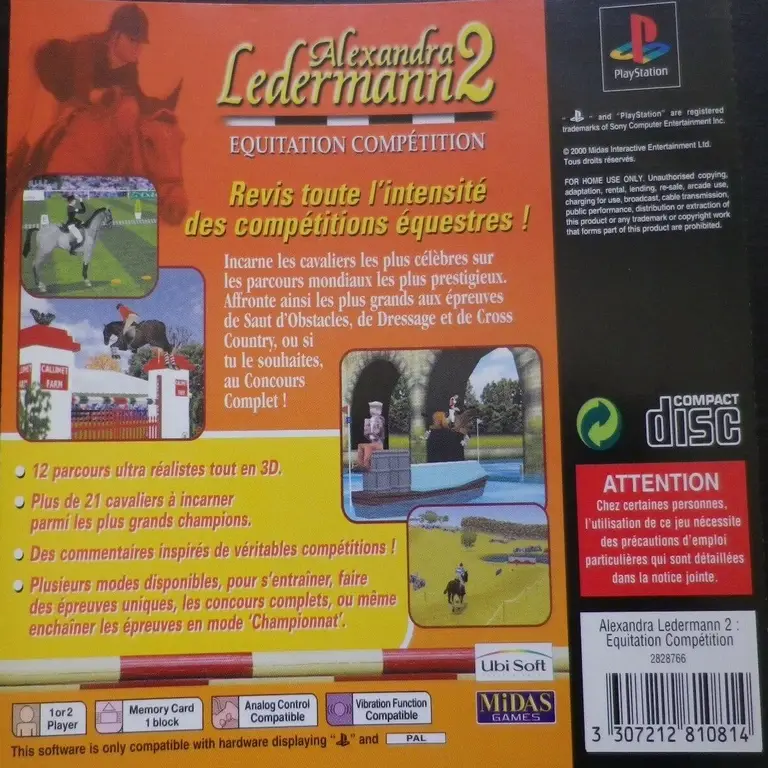 Alexandra
Ledermann 2
EQUITATION COMPÉTITION
Revis toute l'intensité
des compétitions équestres !
Incarne les cavaliers les plus célèbres sur
les parcours mondiaux les plus prestigieux.
Affronte ainsi les plus grands aux épreuves
de Saut d'Obstacles, de Dressage et de Cross
Country, ou si
tu le souhaites,
au Concours
Complet !
CALUMET
FARM
• 12 parcours ultra réalistes tout en 3D.
• Plus de 21 cavaliers à incarner
parmi les plus grands champions.
• Des commentaires inspirés de véritables compétitions !
• Plusieurs modes disponibles, pour s'entraîner, faire
des épreuves uniques, les concours complets, ou même
enchaîner les épreuves en mode 'Championnat'.
Ubi Soft
MiDAS
GAMES
1 or 2
Player
Memory Card
1 block
Analog Control
Compatible
Vibration Function
Compatible
This software is only compatible with hardware displaying " " and PAL
PlayStation
" " and "PlayStation" are registered
trademarks of Sony Computer Entertainment Inc.
© 2000 Midas Interactive Entertainment Ltd.
Tous droits réservés.
FOR HOME USE ONLY. Unauthorised copying,
adaptation, rental, lending, re-sale, arcade use,
charging for use, broadcast, cable transmission,
public performance, distribution or extraction of
this product or any trademark or copyright work
that forms part of this product are prohibited.
COMPACT
disc
ATTENTION
Chez certaines personnes,
l'utilisation de ce jeu nécessite
des précautions d'emploi
particulières qui sont détaillées
dans la notice jointe.
Alexandra Ledermann 2 :
Equitation Compétition
2828766
3 307212 810814